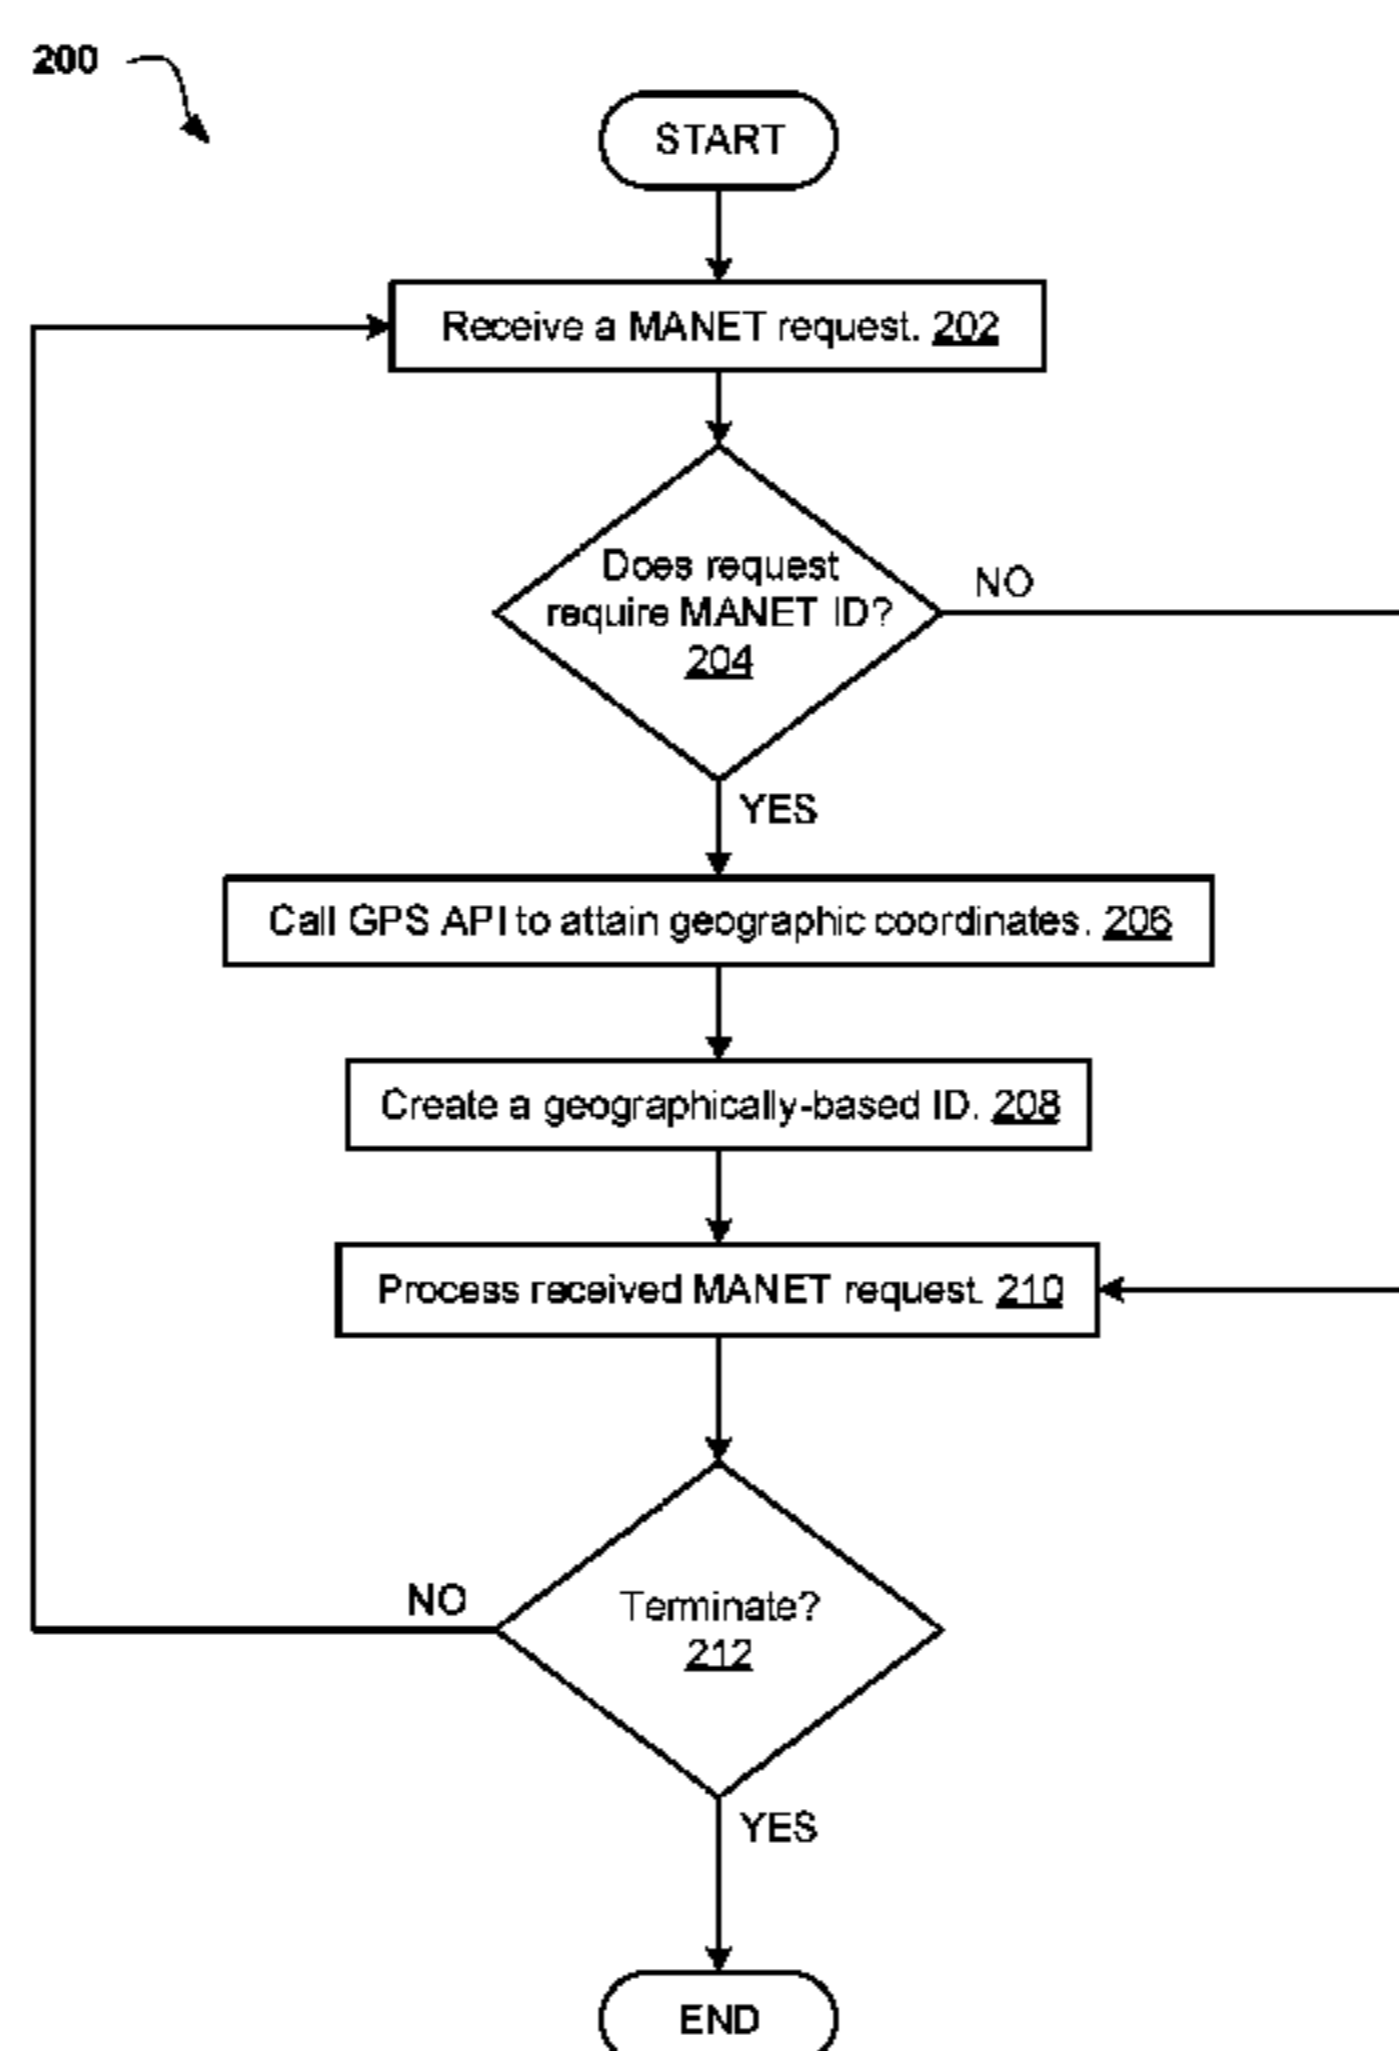 200
START
Receive a MANET request. 202
Does request
require MANET ID?
204
NO
YES
Call GPS API to attain geographic coordinates. 206
Create a geographically-based ID. 208
Process received MANET request. 210
NO
Terminate?
212
YES
END